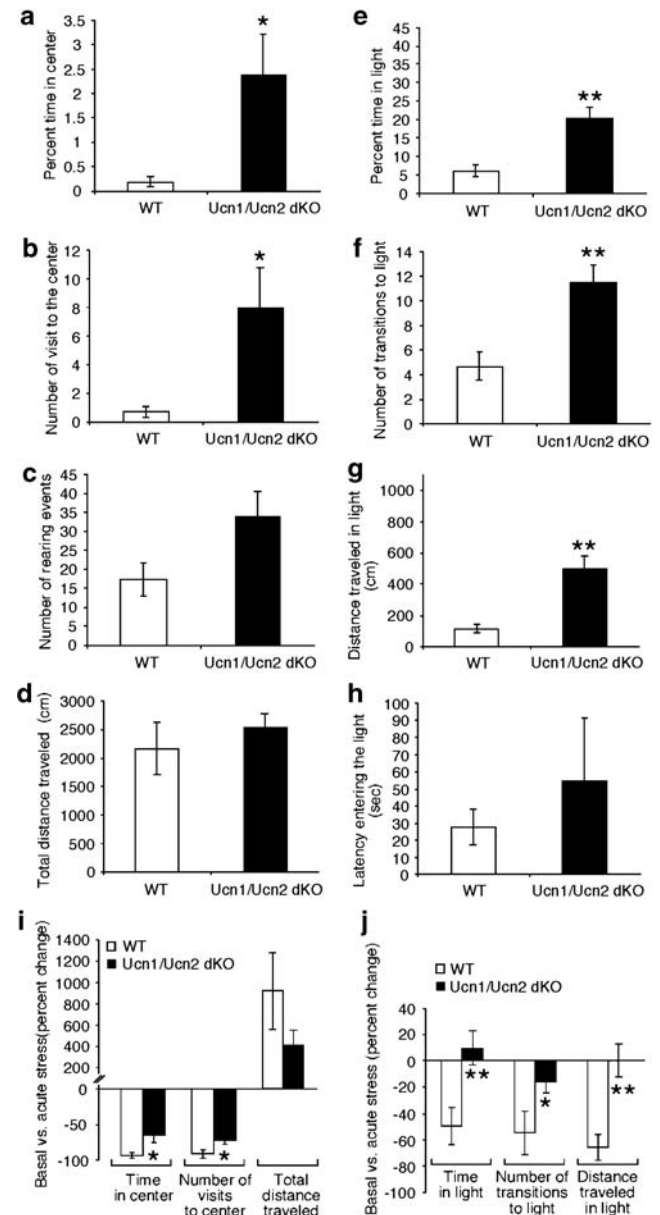 a
Percent time in center
3.5
3
2.5
2
1.5
1
0.5
0
*
WT
Ucn1/Ucn2 dKO
b
Number of visit to the center
12
10
8
6
4
2
0
*
WT
Ucn1/Ucn2 dKO
c
Number of rearing events
45
40
35
30
25
20
15
10
5
0
WT
Ucn1/Ucn2 dKO
d
Total distance traveled (cm)
3000
2500
2000
1500
1000
500
0
WT
Ucn1/Ucn2 dKO
e
Percent time in light
45
40
35
30
25
20
15
10
5
0
**
WT
Ucn1/Ucn2 dKO
f
Number of transitions to light
14
12
10
8
6
4
2
0
**
WT
Ucn1/Ucn2 dKO
g
Distance traveled in light
(cm)
1000
800
600
400
200
0
**
WT
Ucn1/Ucn2 dKO
h
Latency entering the light
(sec)
100
90
80
70
60
50
40
30
20
10
0
WT
Ucn1/Ucn2 dKO
i
Basal vs. acute stress(percent change)
WT
Ucn1/Ucn2 dKO
1400
1200
1000
800
600
400
200
0
-50
-100
*
*
Time
in center
Number of
visits
to center
Total
distance
traveled
j
Basal vs. acute stress (percent change)
WT
Ucn1/Ucn2 dKO
40
20
0
-20
-40
-60
-80
-100
**
*
**
Time
in light
Number of
transitions
to light
Distance
traveled
in light